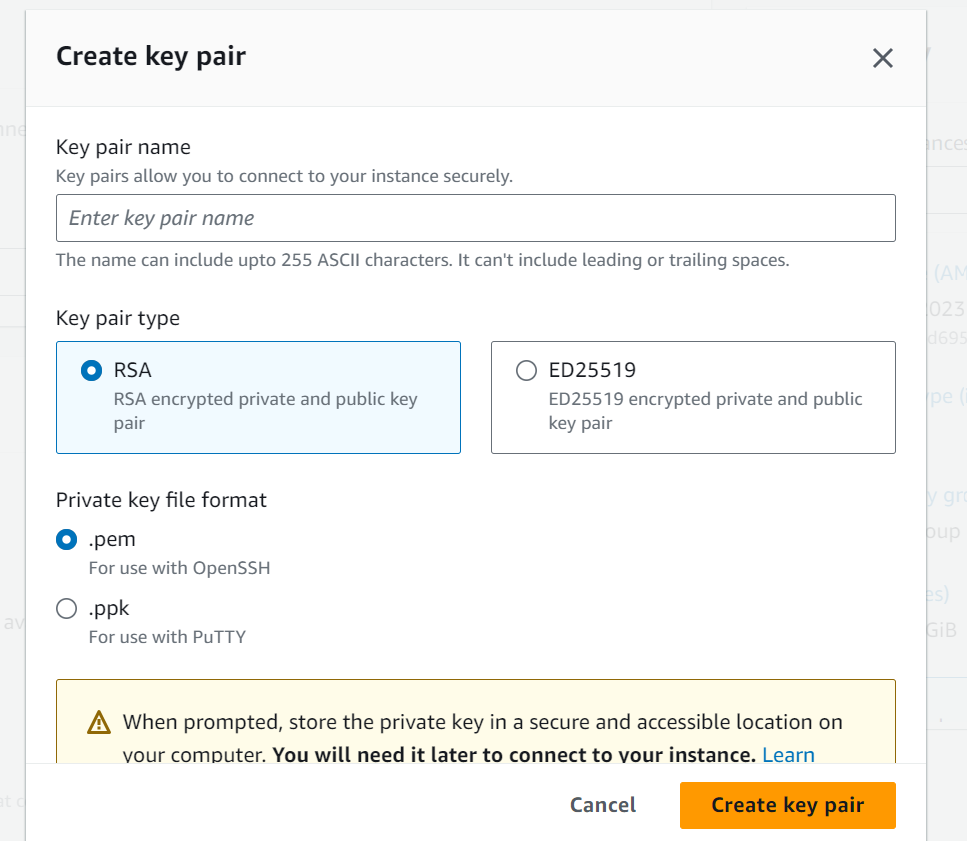 Create key pair
Key pair name
Key pairs allow you to connect to your instance securely.
Enter key pair name
The name can include upto 255 ASCII characters. It can't include leading or trailing spaces.
Key pair type
RSA
RSA encrypted private and public key
pair
ED25519
ED25519 encrypted private and public
key pair
Private key file format
.pem
For use with OpenSSH
.ppk
For use with PuTTY
When prompted, store the private key in a secure and accessible location on
your computer. You will need it later to connect to your instance. Learn
Cancel
Create key pair